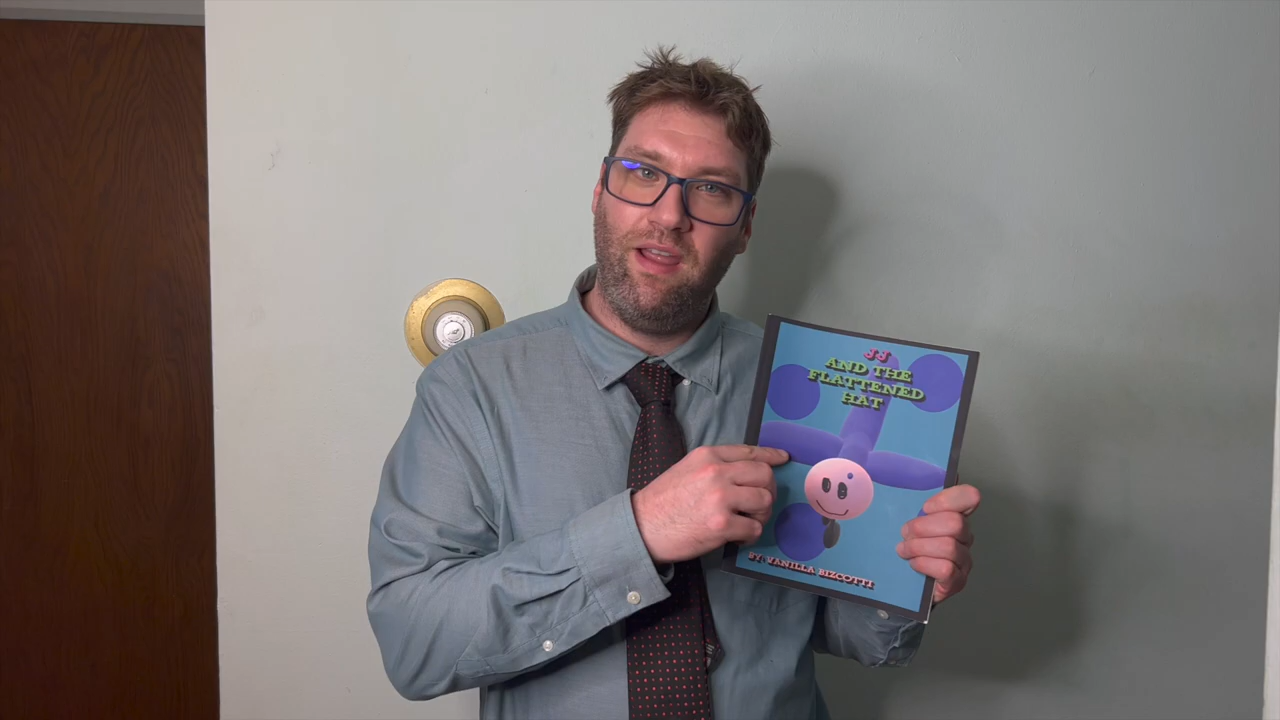 JJ
AND THE
FLATTENED
HAT
BY VANILLA BIZCOTTI